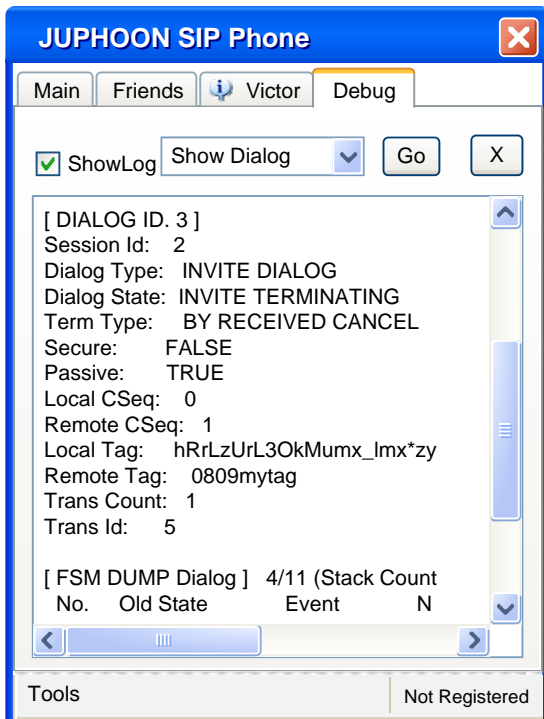 JUPHOON SIP Phone
Main Friends Victor Debug
ShowLog Show Dialog Go X
[ DIALOG ID. 3 ]
Session Id: 2
Dialog Type: INVITE DIALOG
Dialog State: INVITE TERMINATING
Term Type: BY RECEIVED CANCEL
Secure: FALSE
Passive: TRUE
Local CSeq: 0
Remote CSeq: 1
Local Tag: hRrLzUrL3OkMumx_lmx*zy
Remote Tag: 0809mytag
Trans Count: 1
Trans Id: 5
[ FSM DUMP Dialog ] 4/11 (Stack Count
No. Old State Event N
Tools Not Registered